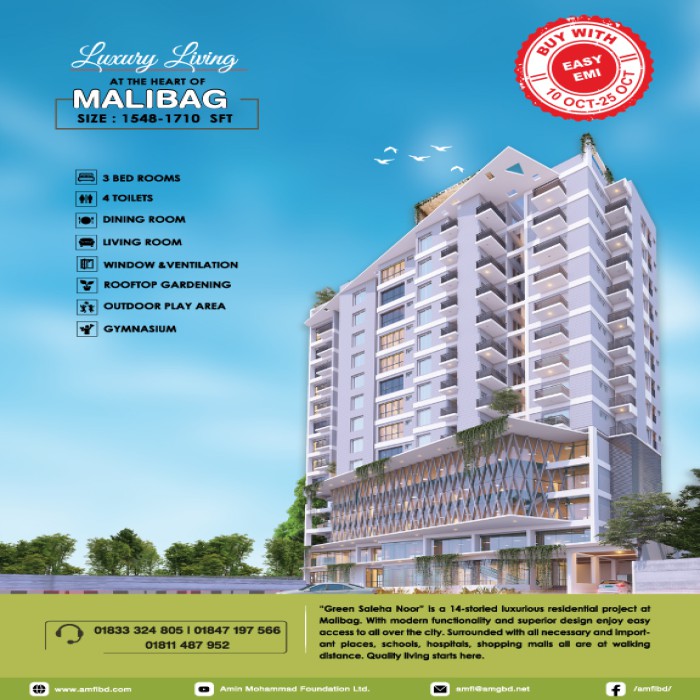 Luxury Living
AT THE HEART OF
MALIBAG
SIZE : 1548-1710 SFT
BUY WITH
EASY
EMI
10 OCT-25 OCT
3 BED ROOMS
4 TOILETS
DINING ROOM
LIVING ROOM
WINDOW &VENTILATION
ROOFTOP GARDENING
OUTDOOR PLAY AREA
GYMNASIUM
01833 324 805 | 01847 197 566
01811 487 952
"Green Saleha Noor" is a 14-storied luxurious residential project at
Malibag. With modern functionality and superior design enjoy easy
access to all over the city. Surrounded with all necessary and import-
ant places, schools, hospitals, shopping malls all are at walking
distance. Quality living starts here.
www.amflbd.com
Amin Mohammad Foundation Ltd.
amfl@amgbd.net
/amflbd/